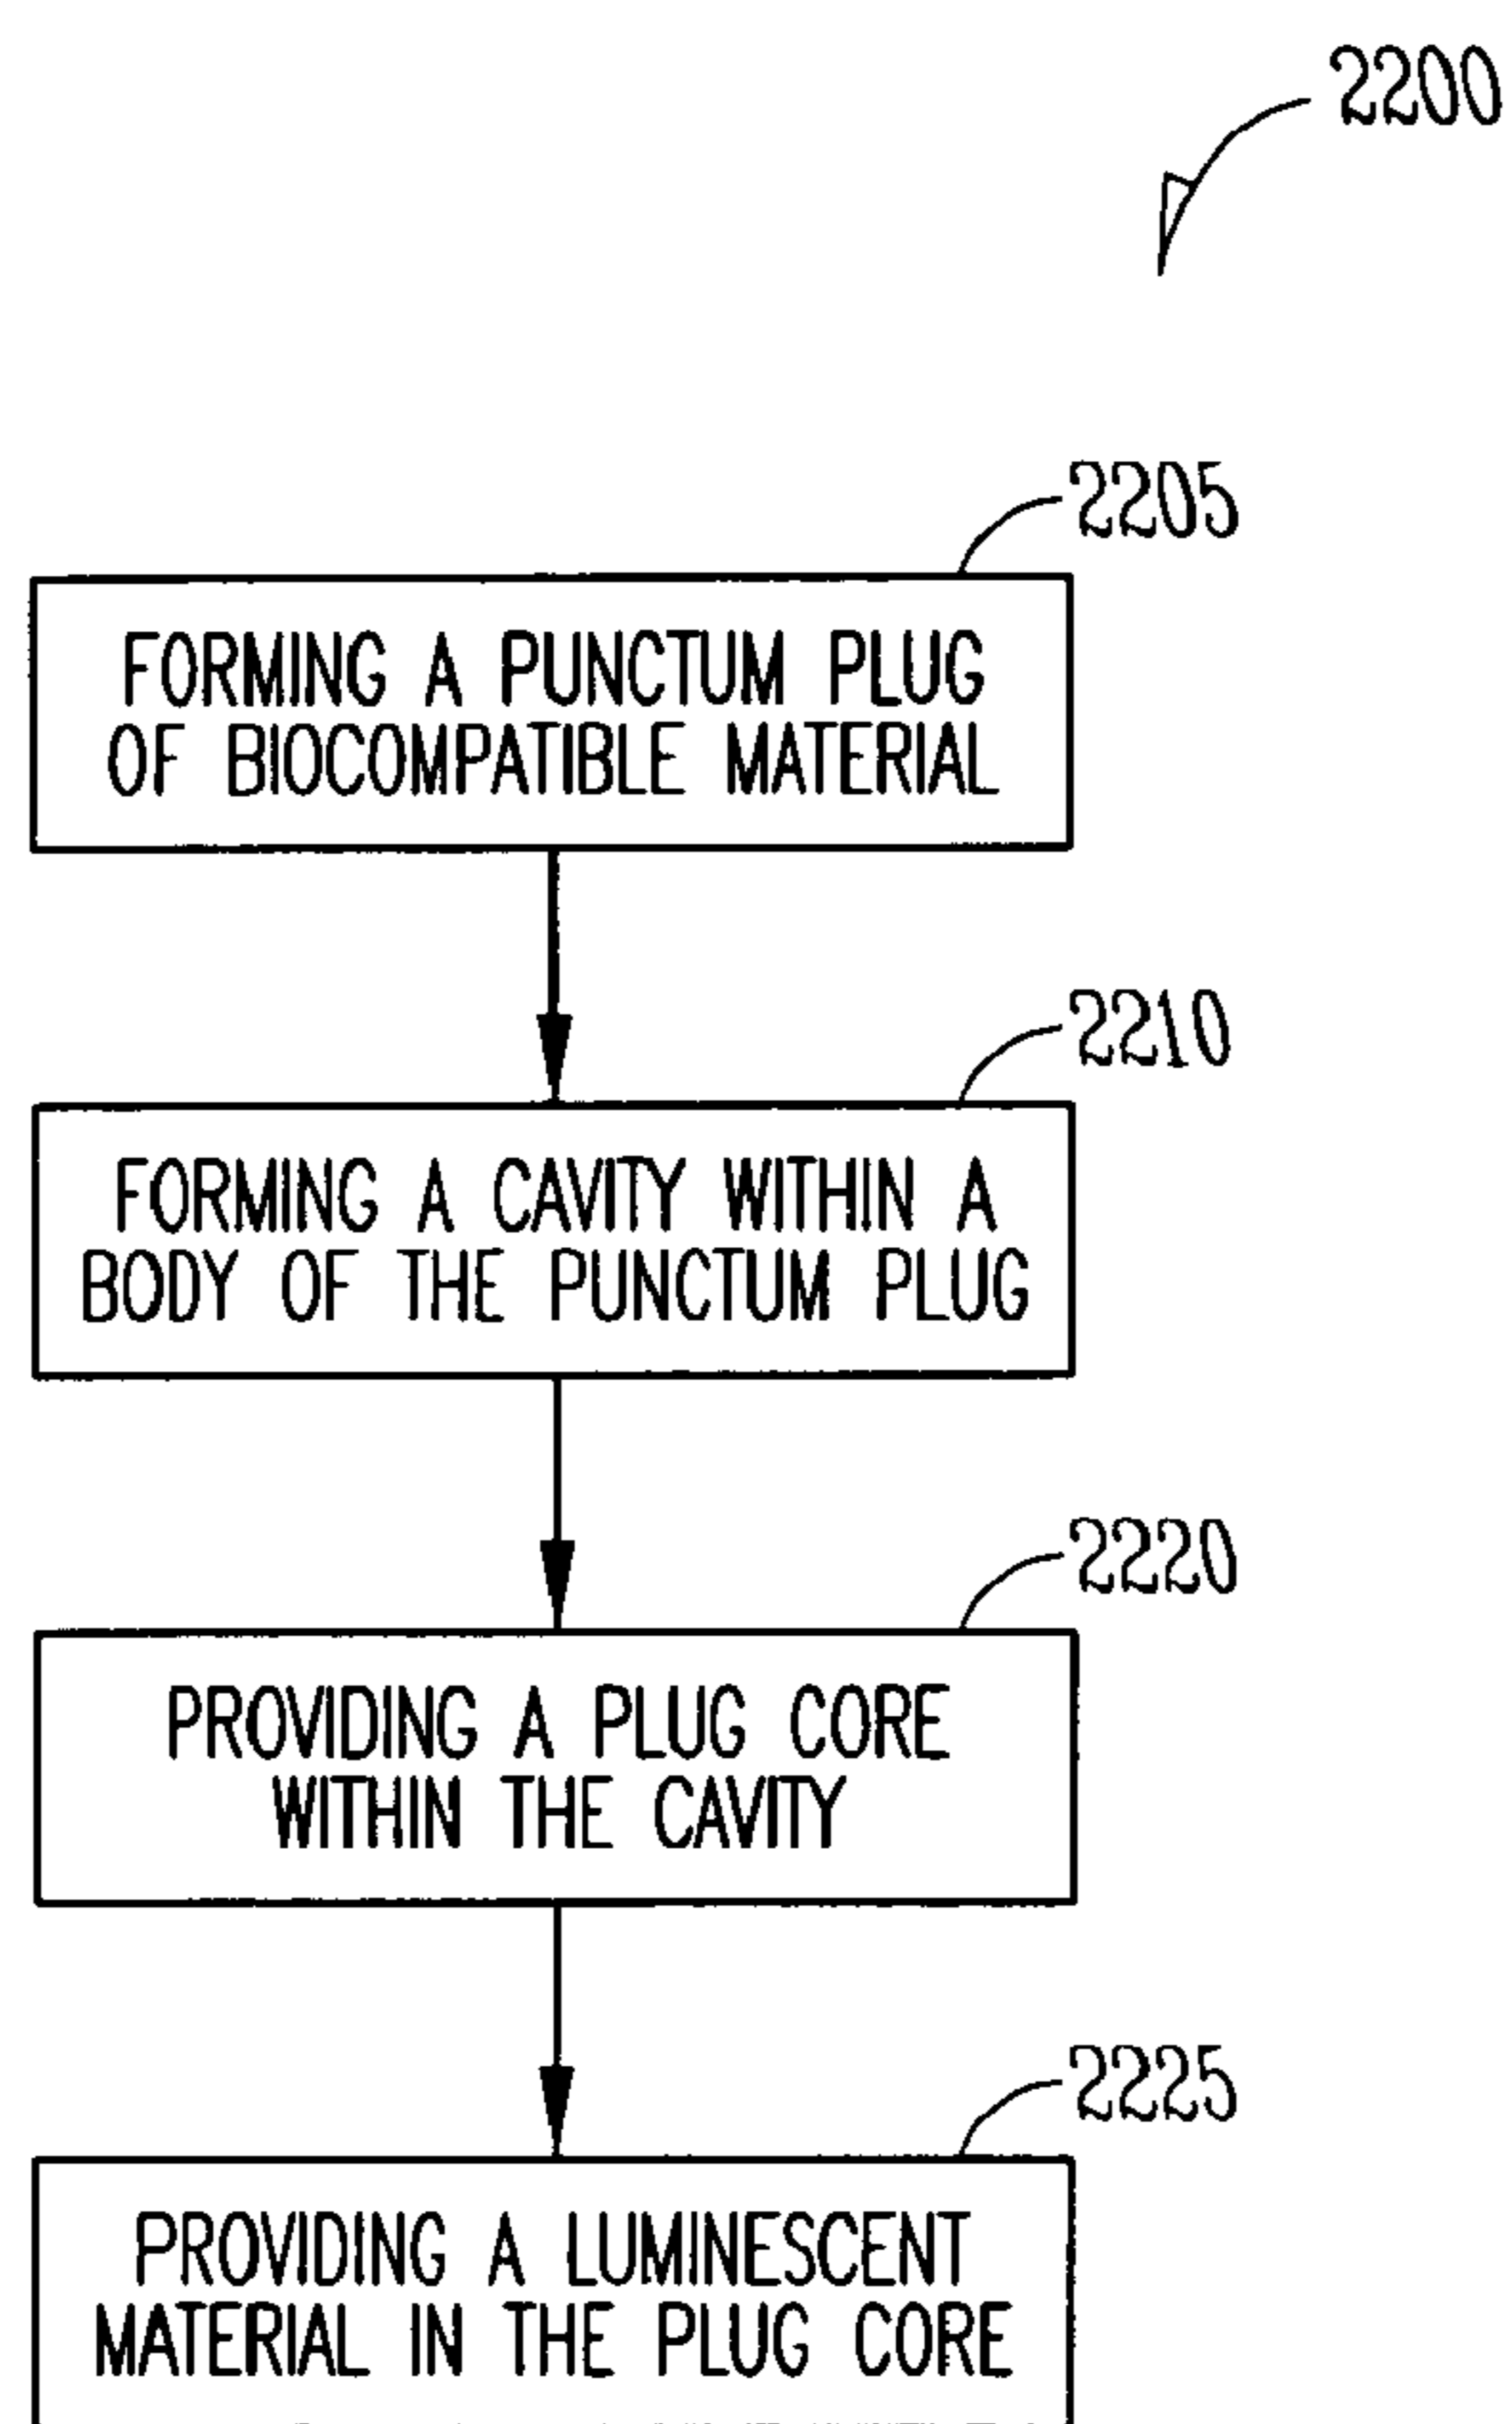 2200
2205
FORMING A PUNCTUM PLUG
OF BIOCOMPATIBLE MATERIAL
2210
FORMING A CAVITY WITHIN A
BODY OF THE PUNCTUM PLUG
2220
PROVIDING A PLUG CORE
WITHIN THE CAVITY
2225
PROVIDING A LUMINESCENT
MATERIAL IN THE PLUG CORE